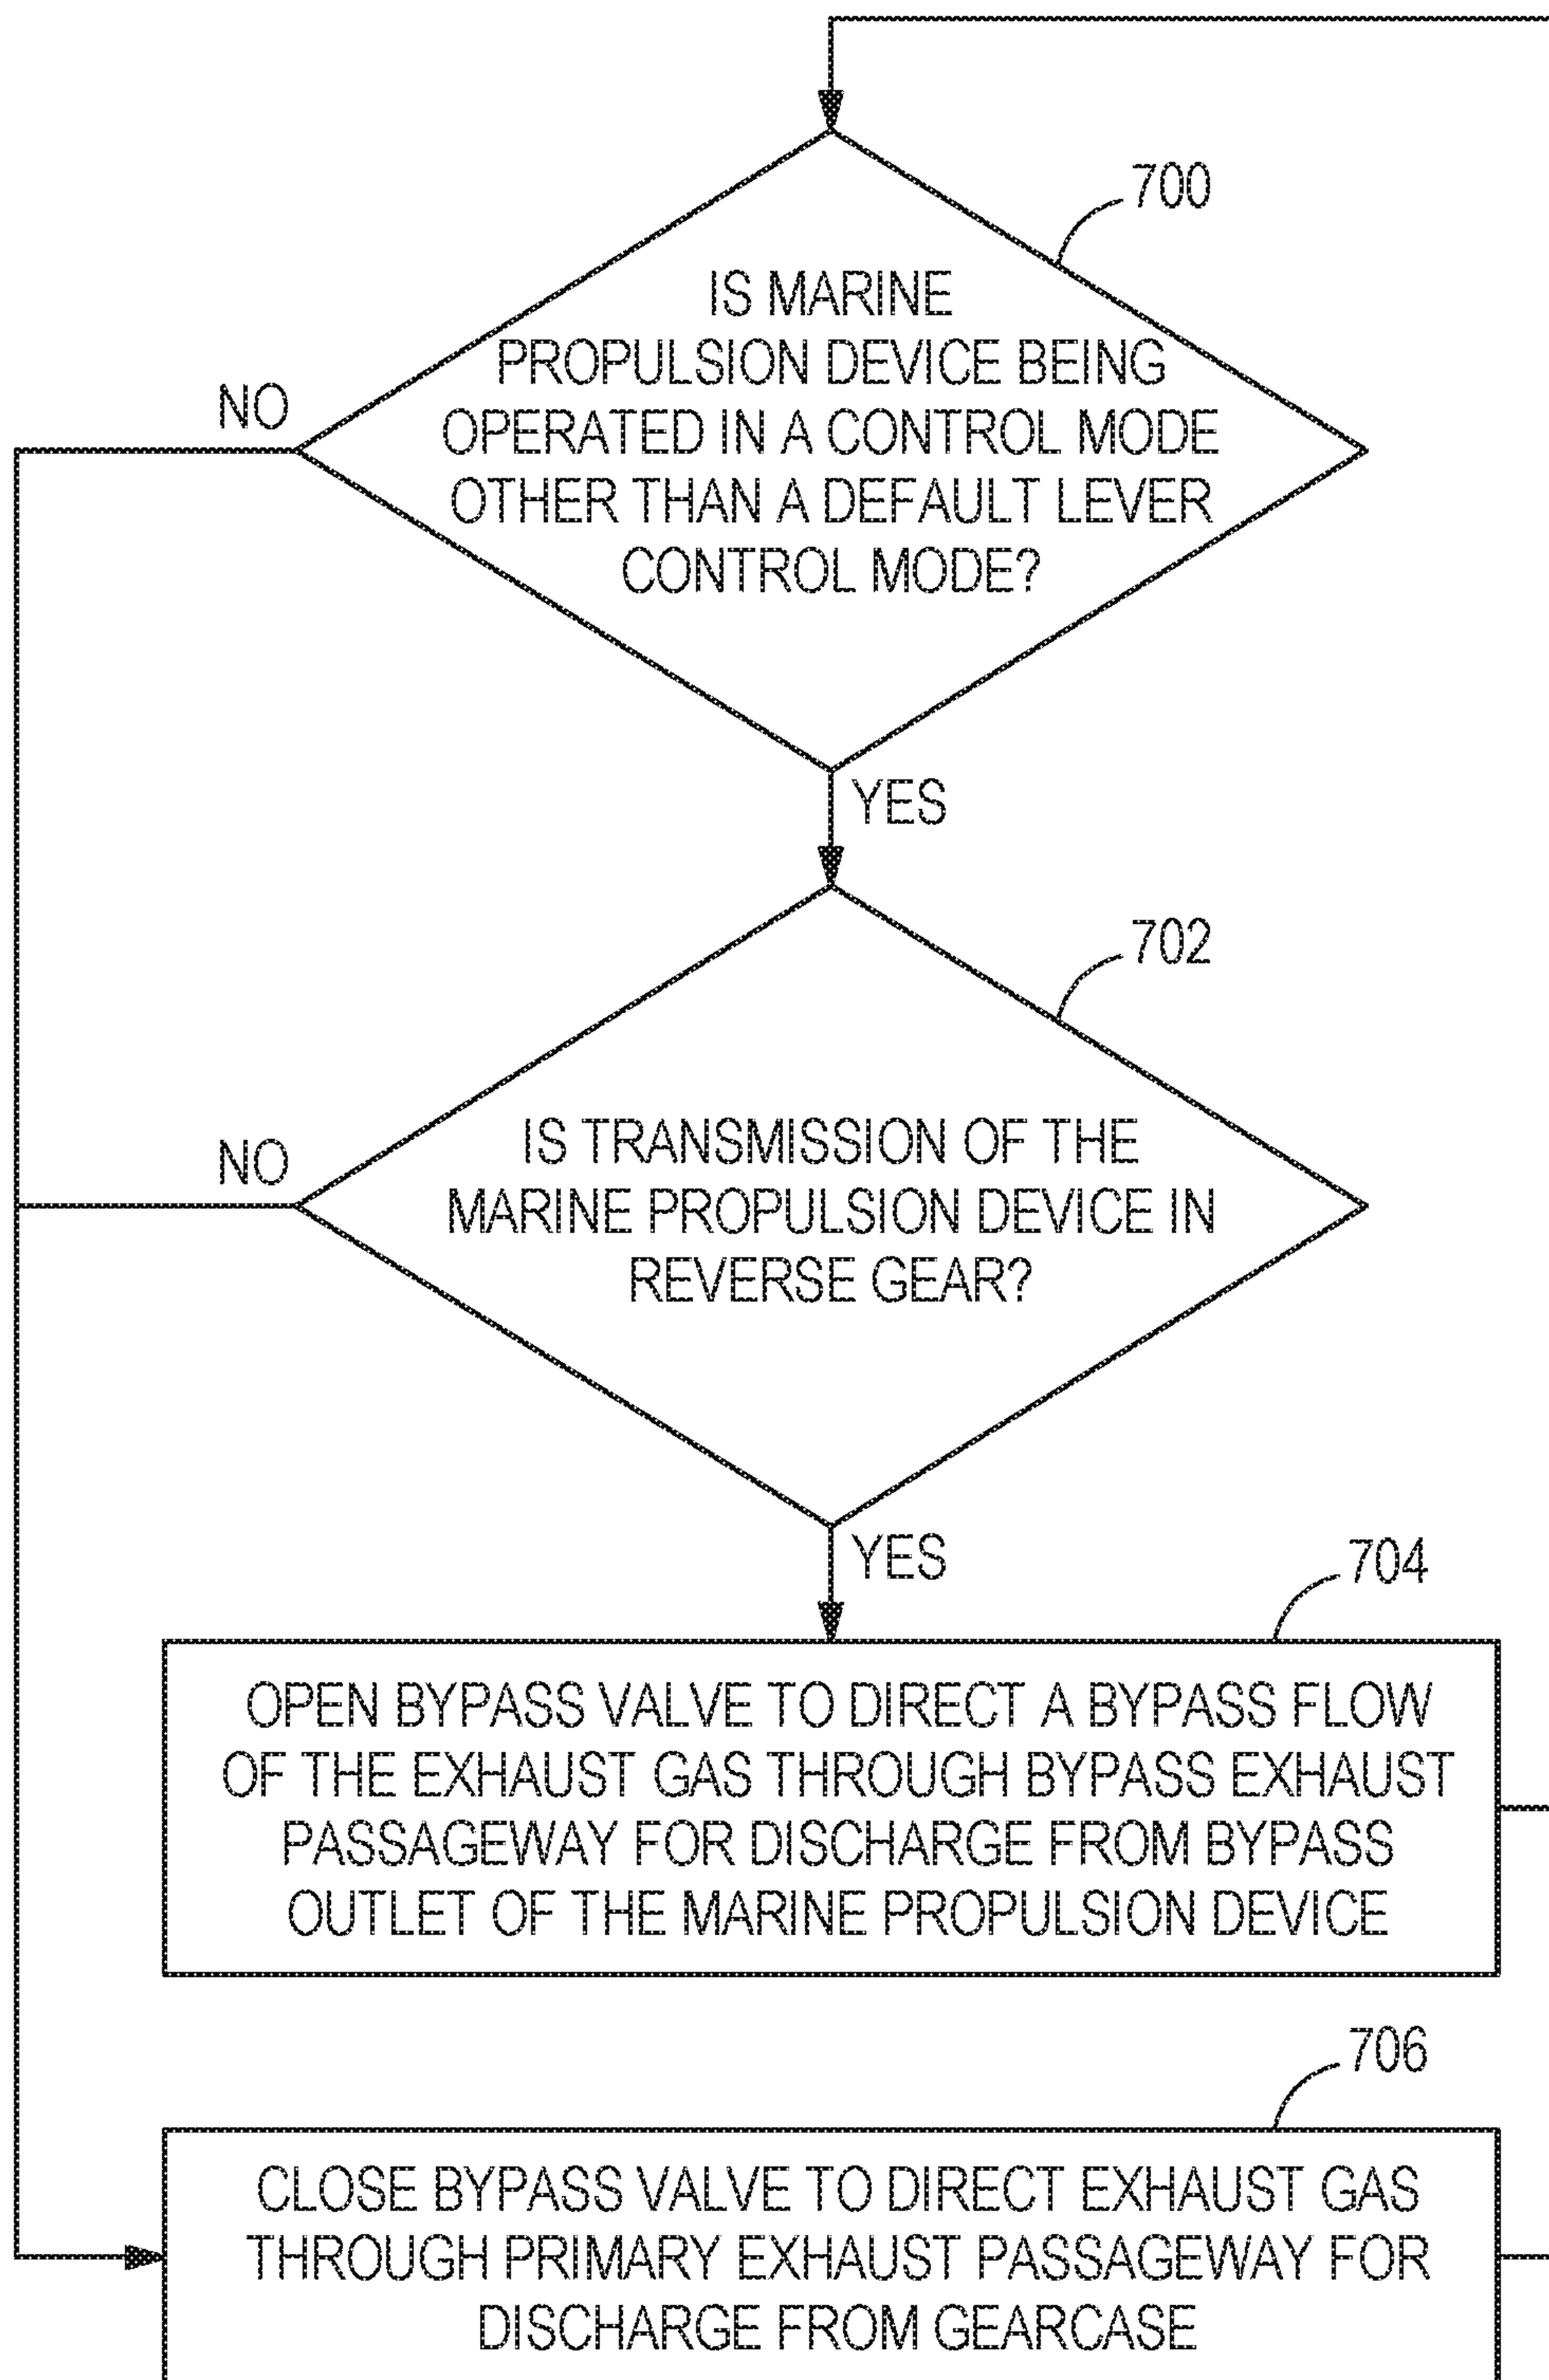 700
IS MARINE
PROPULSION DEVICE BEING
OPERATED IN A CONTROL MODE
OTHER THAN A DEFAULT LEVER
CONTROL MODE?
NO
YES
702
IS TRANSMISSION OF THE
MARINE PROPULSION DEVICE IN
REVERSE GEAR?
NO
YES
704
OPEN BYPASS VALVE TO DIRECT A BYPASS FLOW
OF THE EXHAUST GAS THROUGH BYPASS EXHAUST
PASSAGEWAY FOR DISCHARGE FROM BYPASS
OUTLET OF THE MARINE PROPULSION DEVICE
706
CLOSE BYPASS VALVE TO DIRECT EXHAUST GAS
THROUGH PRIMARY EXHAUST PASSAGEWAY FOR
DISCHARGE FROM GEARCASE